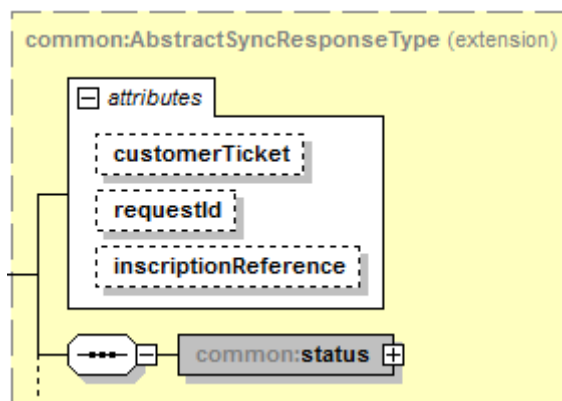 common:AbstractSyncResponseType (extension)
attributes
customerTicket
requestId
inscriptionReference
common:status